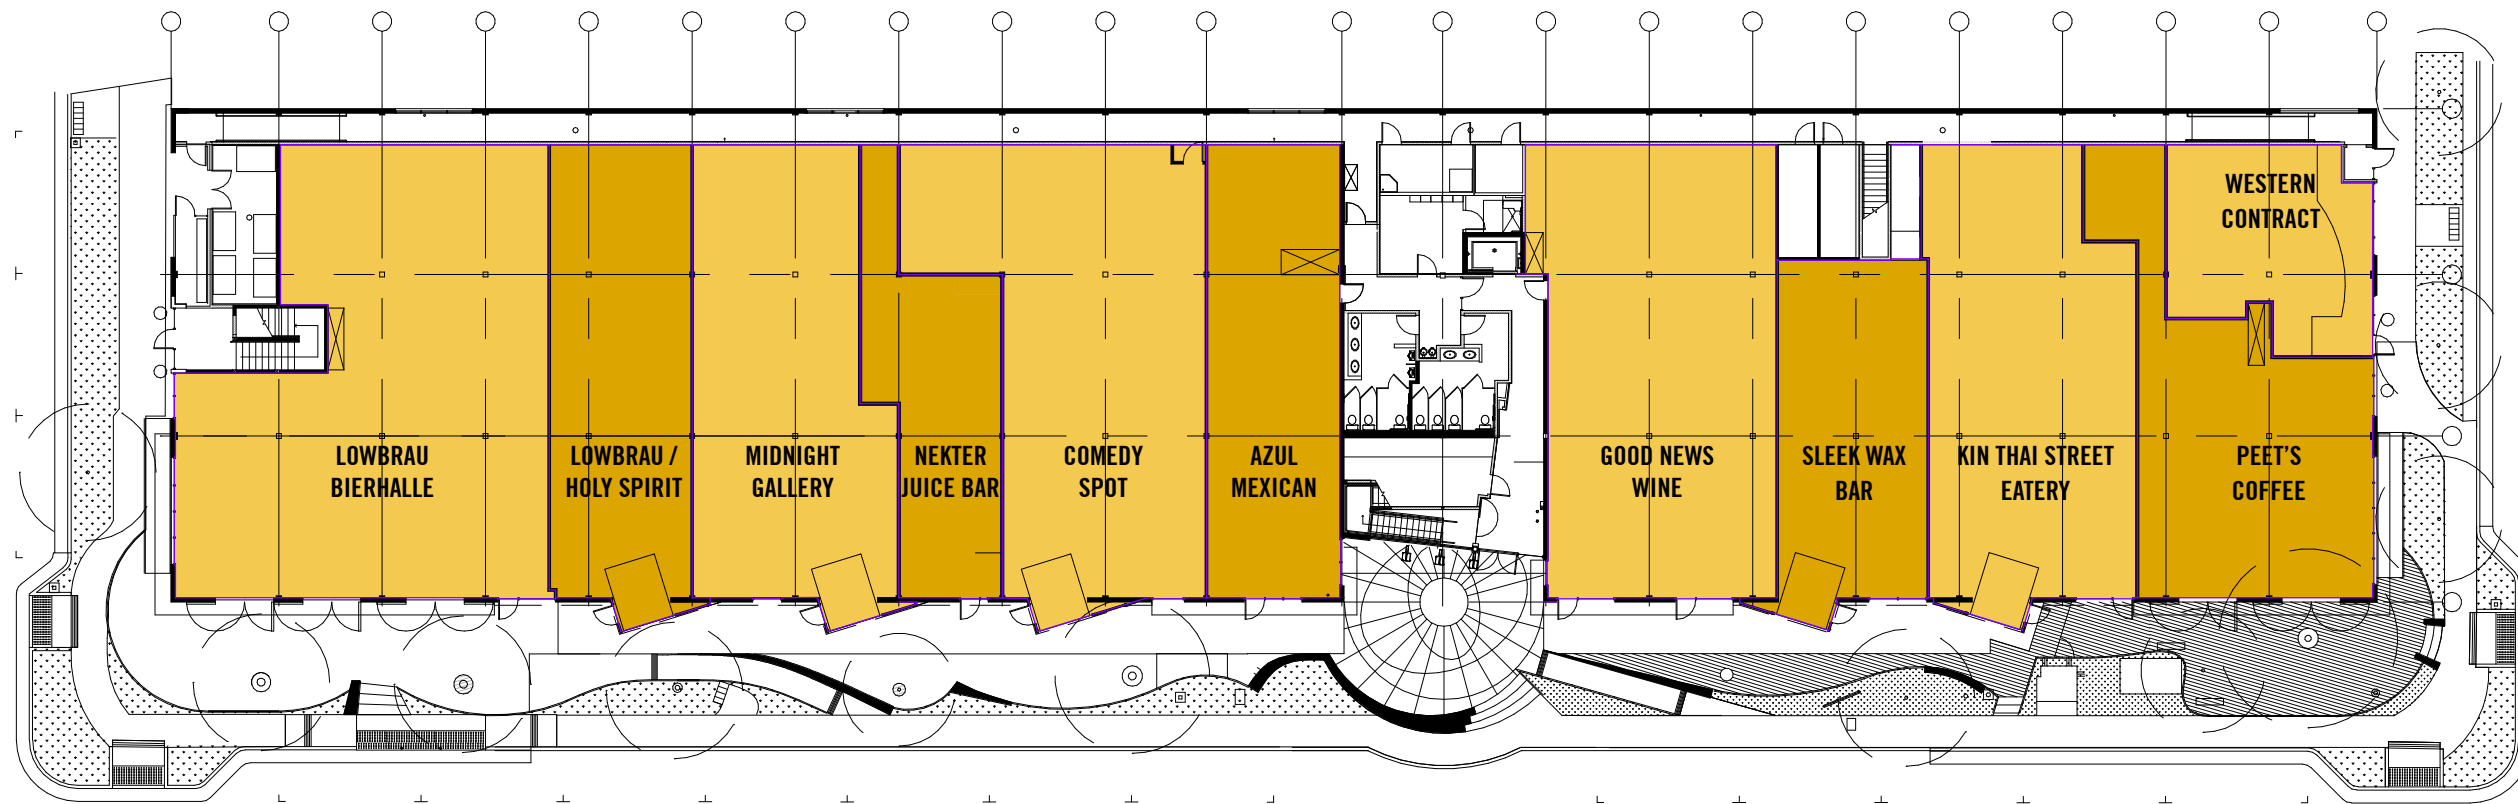 WESTERN
CONTRACT
LOWBRAU
BIERHALLE
LOWBRAU /
HOLY SPIRIT
MIDNIGHT
GALLERY
NEKTER
JUICE BAR
COMEDY
SPOT
AZUL
MEXICAN
GOOD NEWS
WINE
SLEEK WAX
BAR
KIN THAI STREET
EATERY
PEET'S
COFFEE